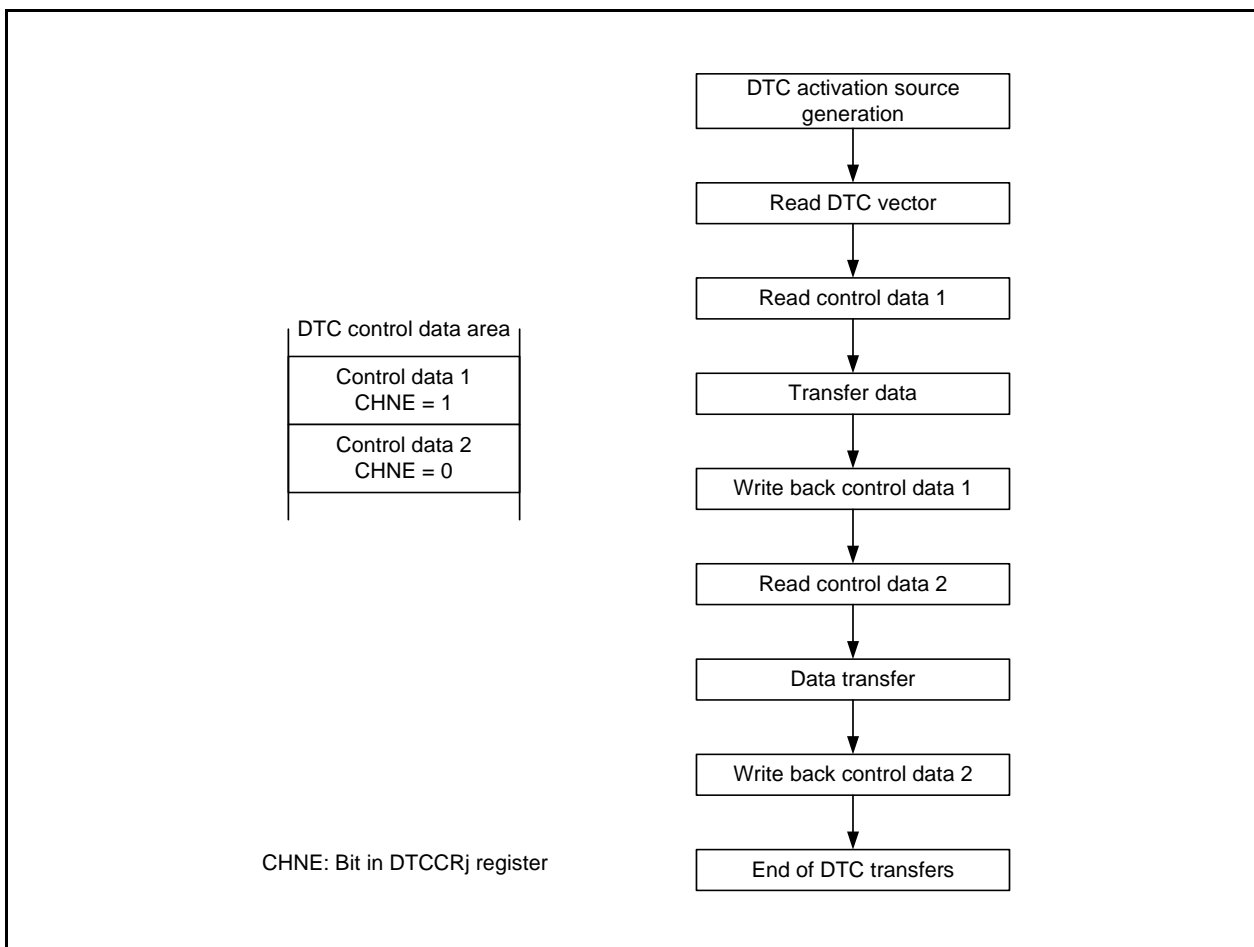 DTC activation source
generation
Read DTC vector
Read control data 1
DTC control data area
Transfer data
Control data 1
CHNE = 1
Control data 2
CHNE = 0
Write back control data 1
Read control data 2
Data transfer
Write back control data 2
CHNE: Bit in DTCCRj register
End of DTC transfers